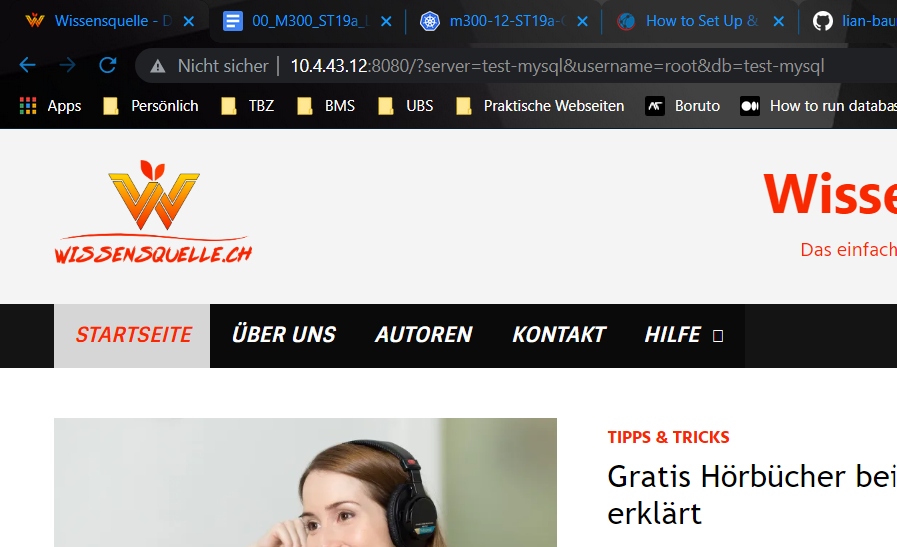 Wissensquelle - D
00_M300_ST19a_
m300-12-ST19a-
How to Set Up &
lian-bau
Nicht sicher | 10.4.43.12:8080/?server=test-mysql&username=root&db=test-mysql
Apps Persönlich TBZ BMS UBS Praktische Webseiten Boruto How to run databas
WISSENSQUELLE.CH
Wisse
Das einfach
STARTSEITE ÜBER UNS AUTOREN KONTAKT HILFE
TIPPS & TRICKS
Gratis Hörbücher bei
erklärt